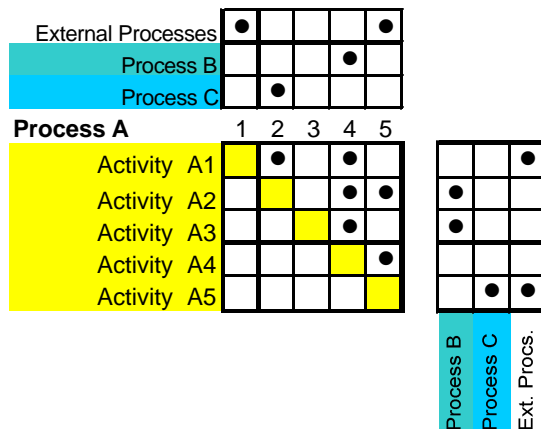 External Processes
Process B
Process C
Process A 1 2 3 4 5
Activity A1
Activity A2
Activity A3
Activity A4
Activity A5
Process B
Process C
Ext. Procs.